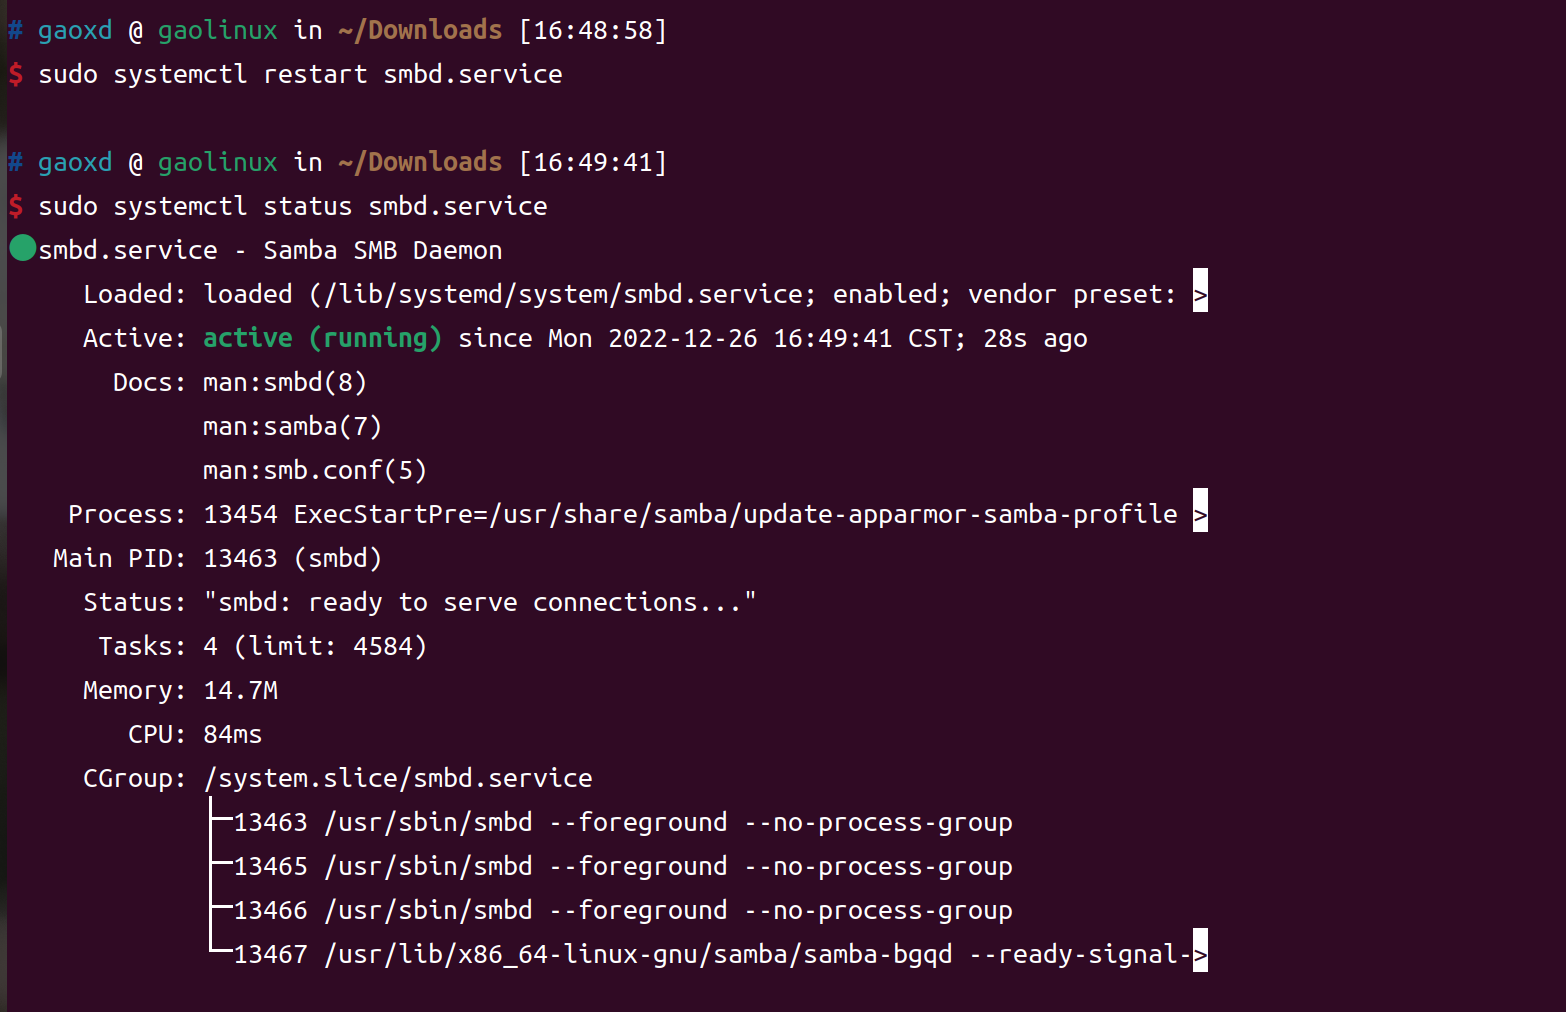 # gaoxd @ gaolinux in ~/Downloads [16:48:58]
$ sudo systemctl restart smbd.service

# gaoxd @ gaolinux in ~/Downloads [16:49:41]
$ sudo systemctl status smbd.service
●smbd.service - Samba SMB Daemon
     Loaded: loaded (/lib/systemd/system/smbd.service; enabled; vendor preset: >
     Active: active (running) since Mon 2022-12-26 16:49:41 CST; 28s ago
       Docs: man:smbd(8)
             man:samba(7)
             man:smb.conf(5)
    Process: 13454 ExecStartPre=/usr/share/samba/update-apparmor-samba-profile >
   Main PID: 13463 (smbd)
     Status: "smbd: ready to serve connections..."
      Tasks: 4 (limit: 4584)
     Memory: 14.7M
        CPU: 84ms
     CGroup: /system.slice/smbd.service
             ├─13463 /usr/sbin/smbd --foreground --no-process-group
             ├─13465 /usr/sbin/smbd --foreground --no-process-group
             ├─13466 /usr/sbin/smbd --foreground --no-process-group
             └─13467 /usr/lib/x86_64-linux-gnu/samba/samba-bgqd --ready-signal->